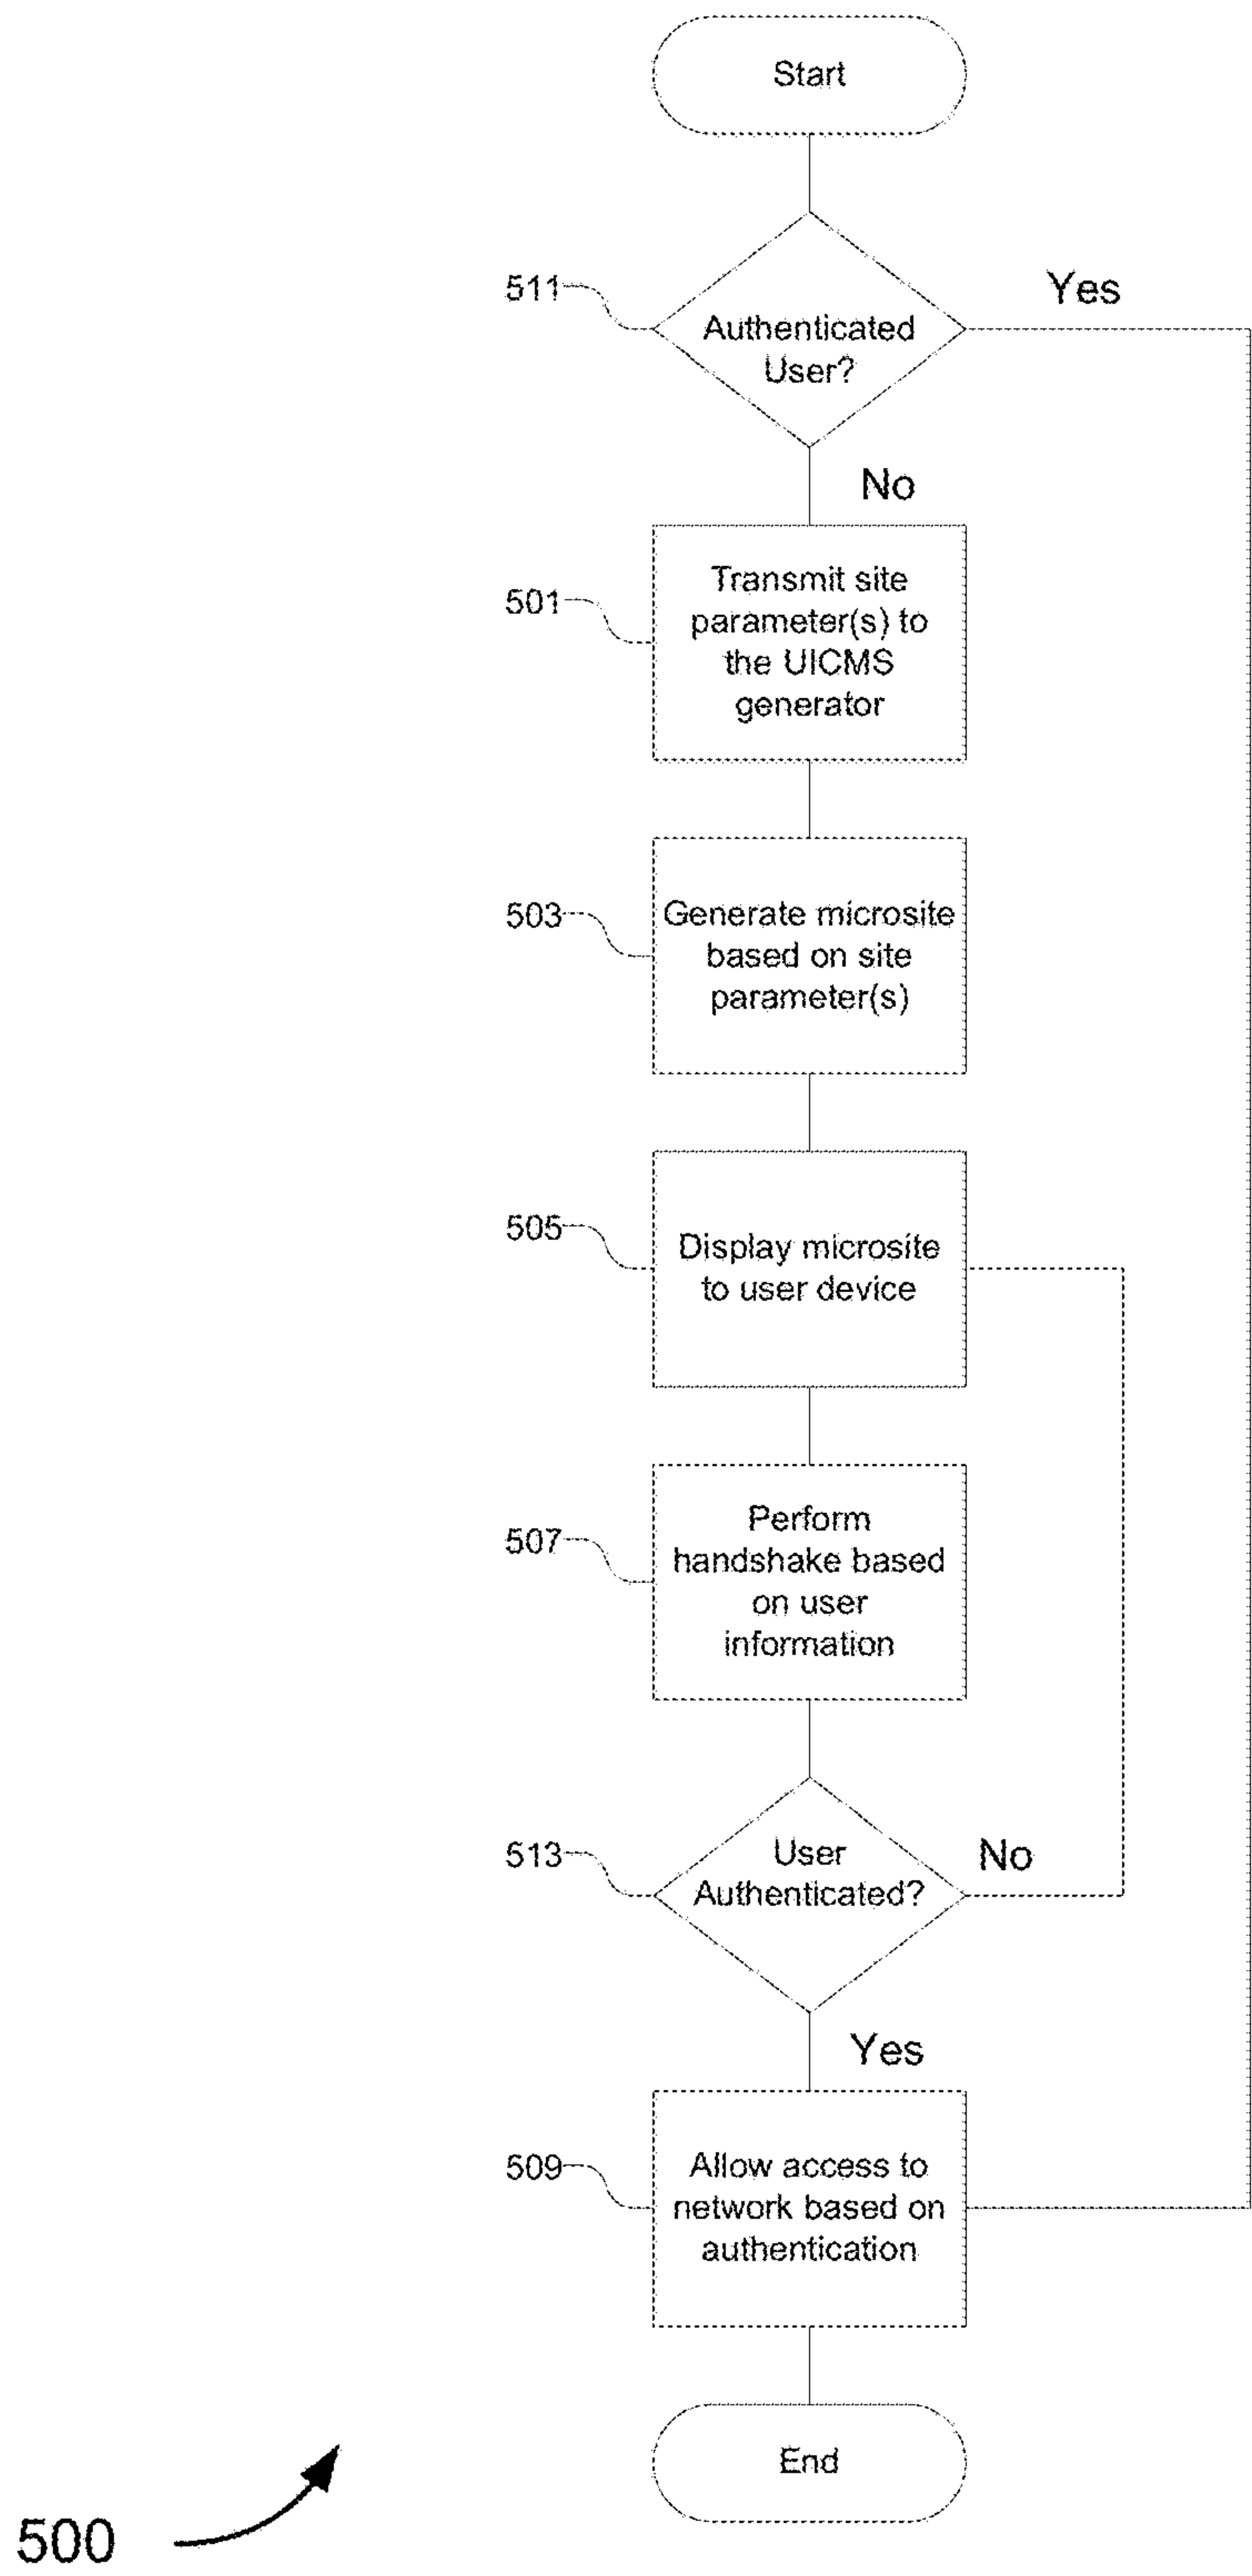 Start
511
Authenticated
User?
Yes
No
501
Transmit site
parameter(s) to
the UICMS
generator
503
Generate microsite
based on site
parameter(s)
505
Display microsite
to user device
507
Perform
handshake based
on user
information
513
User
Authenticated?
No
Yes
509
Allow access to
network based on
authentication
End
500